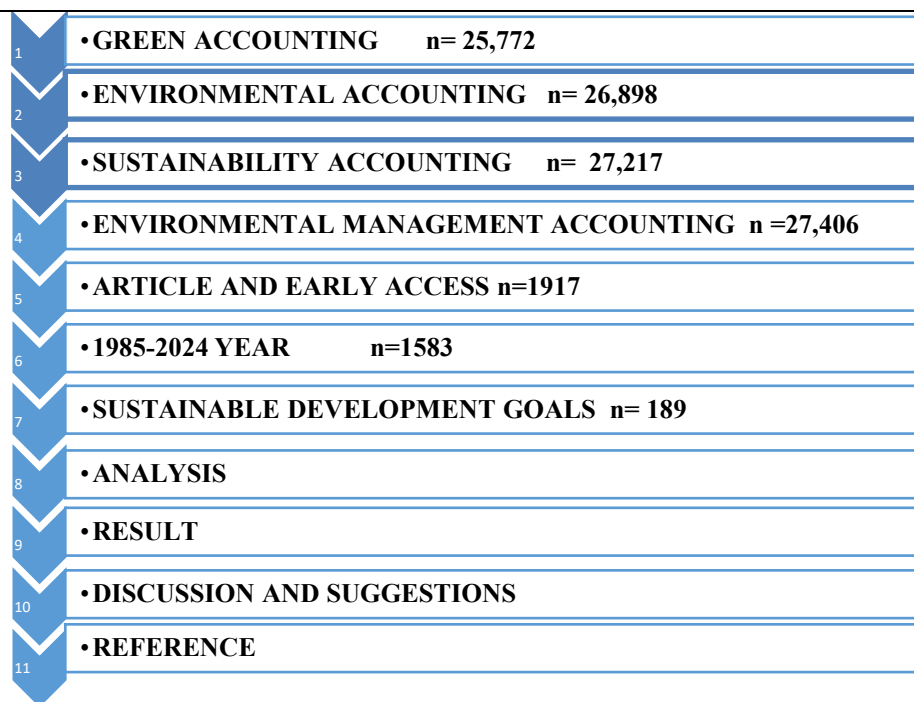 1
•GREEN ACCOUNTING n= 25,772
2
•ENVIRONMENTAL ACCOUNTING n= 26,898
3
•SUSTAINABILITY ACCOUNTING n= 27,217
4
•ENVIRONMENTAL MANAGEMENT ACCOUNTING n =27,406
5
•ARTICLE AND EARLY ACCESS n=1917
6
•1985-2024 YEAR n=1583
7
•SUSTAINABLE DEVELOPMENT GOALS n= 189
8
•ANALYSIS
9
•RESULT
10
•DISCUSSION AND SUGGESTIONS
11
•REFERENCE